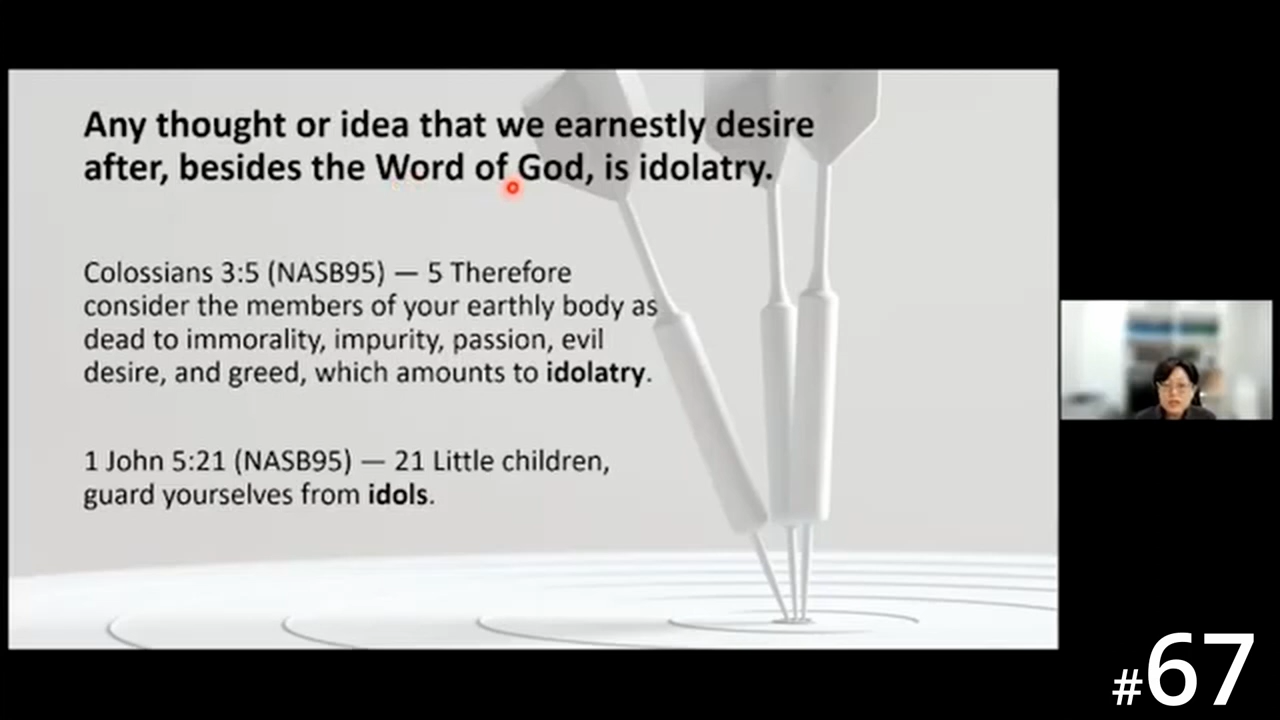 Any thought or idea that we earnestly desire
after, besides the Word of God, is idolatry.
Colossians 3:5 (NASB95) — 5 Therefore
consider the members of your earthly body as
dead to immorality, impurity, passion, evil
desire, and greed, which amounts to idolatry.
1 John 5:21 (NASB95) — 21 Little children,
guard yourselves from idols.
#67